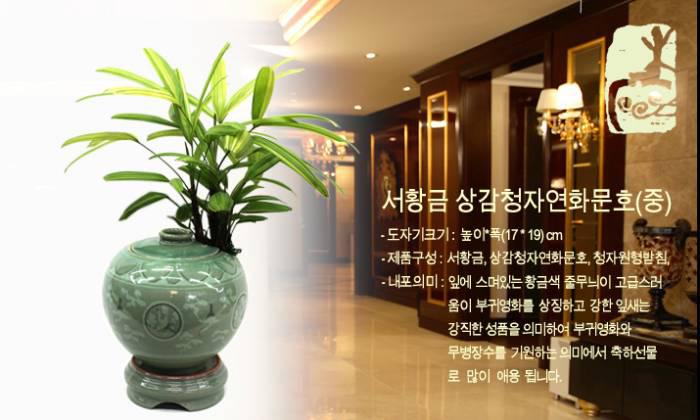 서황금 상감청자연화문호(중)
- 도자기크기 : 높이*폭(17 * 19) cm
- 제품구성 : 서황금, 상감청자연화문호, 청자원형받침,
- 내포의미 : 잎에 스며있는 황금색 줄무늬이 고급스러
움이 부귀영화를 상징하고 강한 잎새는
강직한 성품을 의미하여 부귀영화와
무병장수를 기원하는 의미에서 축하선물
로 많이 애용 됩니다.